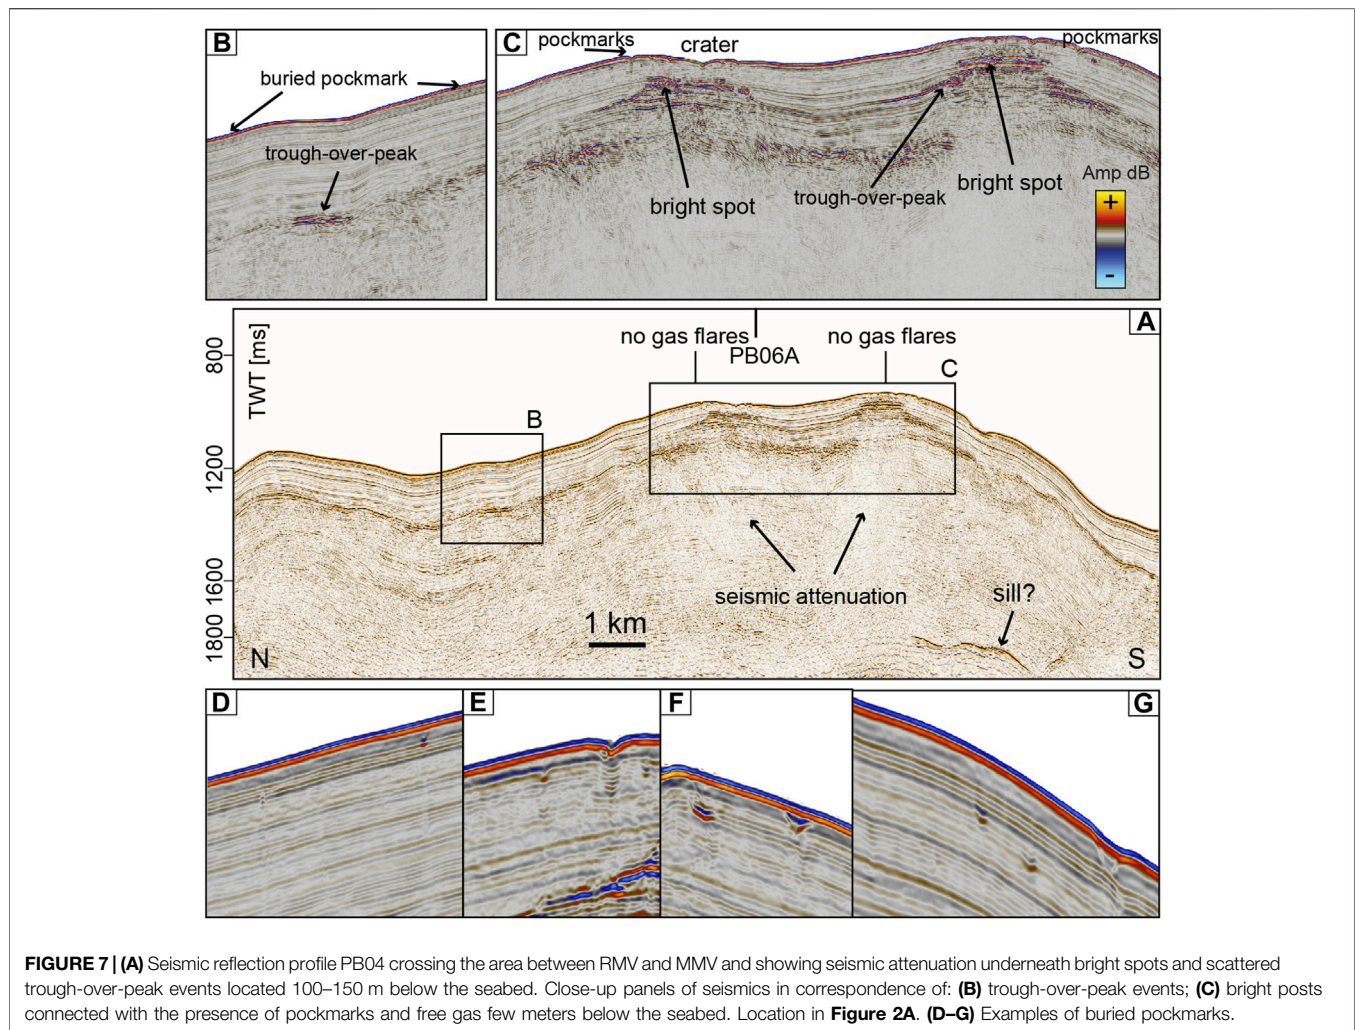 B
buried pockmark
trough-over-peak
C
pockmarks
crater
pockmarks
bright spot
trough-over-peak
bright spot
Amp dB
+
-
A
TWT [ms]
800
1200
1600
1800
no gas flares
PB06A
no gas flares
B
C
seismic attenuation
sill?
1 km
N
S
D
E
F
G
FIGURE 7 | (A) Seismic reflection profile PB04 crossing the area between RMV and MMV and showing seismic attenuation underneath bright spots and scattered
trough-over-peak events located 100–150 m below the seabed. Close-up panels of seismics in correspondence of: (B) trough-over-peak events; (C) bright posts
connected with the presence of pockmarks and free gas few meters below the seabed. Location in Figure 2A. (D–G) Examples of buried pockmarks.